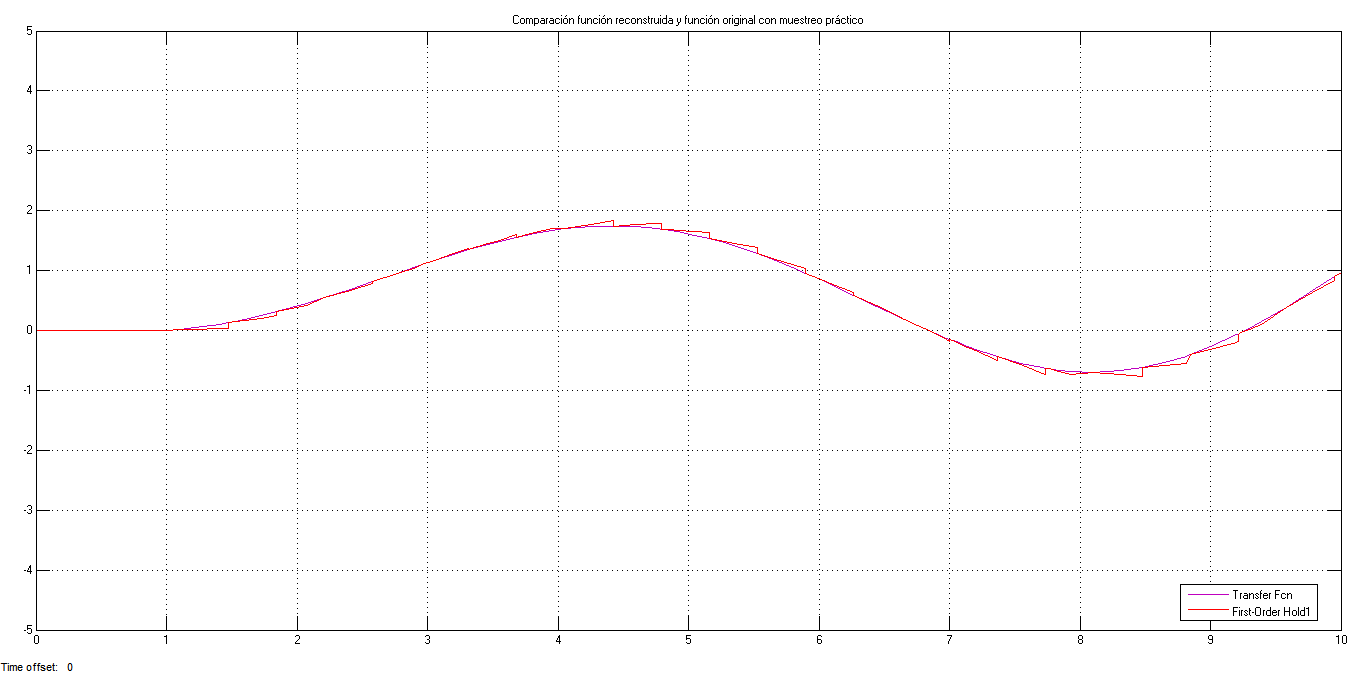 Comparación función reconstruida y función original con muestreo práctico
5
4
3
2
1
0
-1
-2
-3
-4
-5
0 1 2 3 4 5 6 7 8 9 10
Transfer Fcn
First-Order Hold1
Time offset: 0